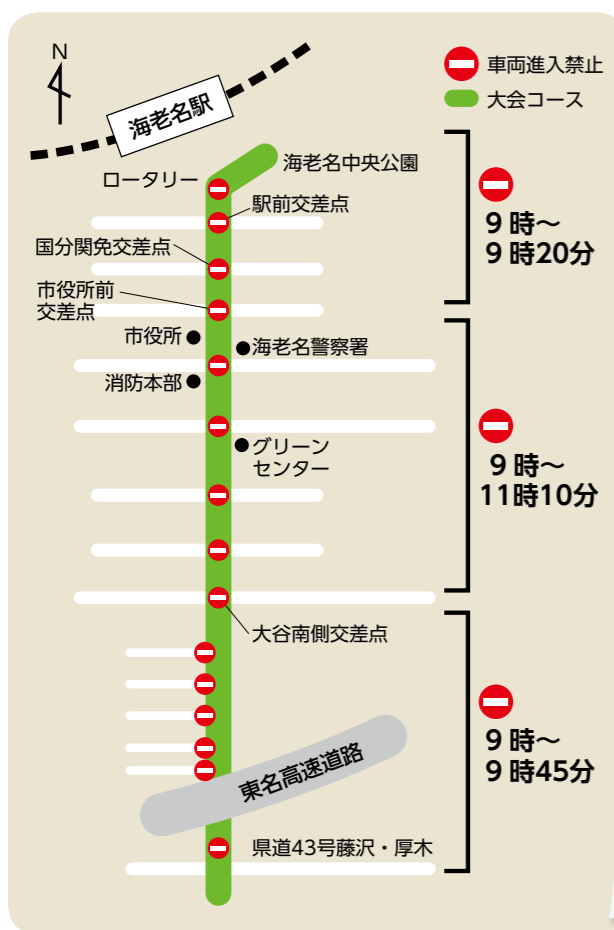 N
海老名駅
車両進入禁止
大会コース
海老名中央公園
ロータリー
駅前交差点
国分関免交差点
市役所前
交差点
9時〜
9時20分
市役所
海老名警察署
消防本部
グリーン
センター
9時〜
11時10分
大谷南側交差点
9時〜
9時45分
東名高速道路
県道43号藤沢・厚木